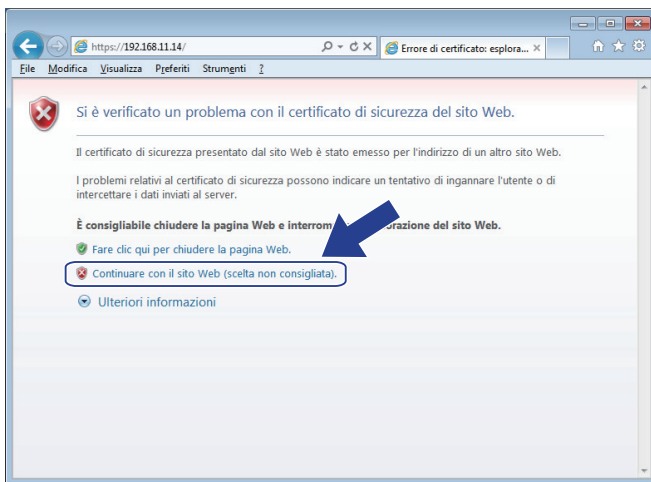 https://192.168.11.14/
Errore di certificato: esplora...
File Modifica Visualizza Preferiti Strumenti ?
Si è verificato un problema con il certificato di sicurezza del sito Web.
Il certificato di sicurezza presentato dal sito Web è stato emesso per l'indirizzo di un altro sito Web.
I problemi relativi al certificato di sicurezza possono indicare un tentativo di ingannare l'utente o di
intercettare i dati inviati al server.
È consigliabile chiudere la pagina Web e interrom razione del sito Web.
Fare clic qui per chiudere la pagina Web.
Continuare con il sito Web (scelta non consigliata).
Ulteriori informazioni